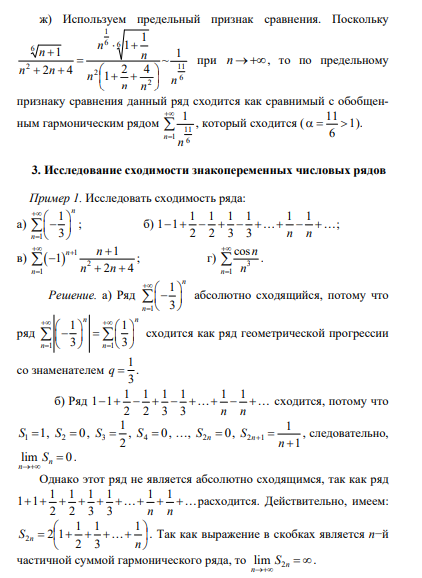 ж) Используем предельный признак сравнения. Поскольку
$\frac{\sqrt[6]{n+1}}{n^2+2n+4} = \frac{n^{\frac{1}{6}} \cdot \sqrt[6]{1+\frac{1}{n}}}{n^2\left(1+\frac{2}{n}+\frac{4}{n^2}\right)} \sim \frac{1}{n^{\frac{11}{6}}}$ при $n \to +\infty$, то по предельному
признаку сравнения данный ряд сходится как сравнимый с обобщен-
ным гармоническим рядом $\sum_{n=1}^{+\infty} \frac{1}{n^{\frac{11}{6}}}$, который сходится ($\alpha = \frac{11}{6} > 1$).
3. Исследование сходимости знакопеременных числовых рядов
Пример 1. Исследовать сходимость ряда:
а) $\sum_{n=1}^{+\infty} \left(-\frac{1}{3}\right)^n$; б) $1-1+\frac{1}{2}-\frac{1}{2}+\frac{1}{3}-\frac{1}{3}+\ldots+\frac{1}{n}-\frac{1}{n}+\ldots$;
в) $\sum_{n=1}^{+\infty} (-1)^{n+1} \frac{n+1}{n^2+2n+4}$; г) $\sum_{n=1}^{+\infty} \frac{\cos n}{n^3}$.
Решение. а) Ряд $\sum_{n=1}^{+\infty} \left(-\frac{1}{3}\right)^n$ абсолютно сходящийся, потому что
ряд $\sum_{n=1}^{+\infty} \left|\left(-\frac{1}{3}\right)^n\right| = \sum_{n=1}^{+\infty} \left(\frac{1}{3}\right)^n$ сходится как ряд геометрической прогрессии
со знаменателем $q = \frac{1}{3}$.
б) Ряд $1-1+\frac{1}{2}-\frac{1}{2}+\frac{1}{3}-\frac{1}{3}+\ldots+\frac{1}{n}-\frac{1}{n}+\ldots$ сходится, потому что
$S_1 = 1$, $S_2 = 0$, $S_3 = \frac{1}{2}$, $S_4 = 0$, …, $S_{2n} = 0$, $S_{2n+1} = \frac{1}{n+1}$, следовательно,
$\lim_{n \to +\infty} S_n = 0$.
Однако этот ряд не является абсолютно сходящимся, так как ряд
$1+1+\frac{1}{2}+\frac{1}{2}+\frac{1}{3}+\frac{1}{3}+\ldots+\frac{1}{n}+\frac{1}{n}+\ldots$ расходится. Действительно, имеем:
$S_{2n} = 2\left(1+\frac{1}{2}+\frac{1}{3}+\ldots+\frac{1}{n}\right)$. Так как выражение в скобках является n–й
частичной суммой гармонического ряда, то $\lim_{n \to +\infty} S_{2n} = \infty$.